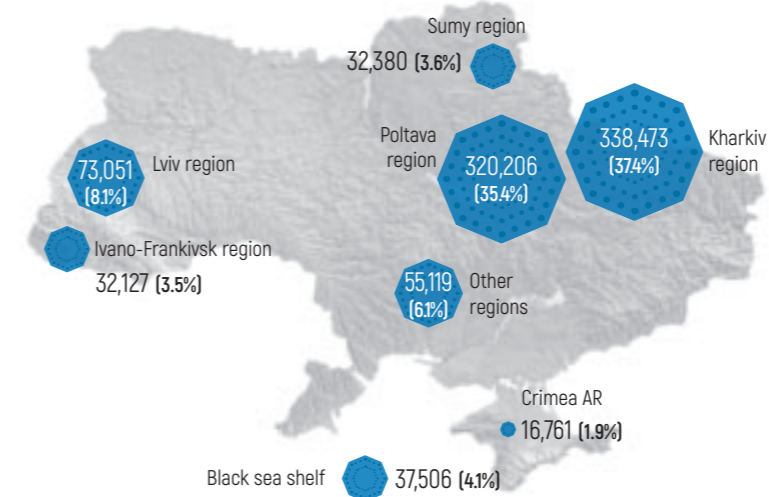 Sumy region
32,380 (3.6%)
Poltava
region
320,206
(35.4%)
338,473
(37.4%)
Kharkiv
region
73,051
(8.1%)
Lviv region
Ivano-Frankivsk region
32,127 (3.5%)
55,119
(6.1%)
Other
regions
Crimea AR
16,761 (1.9%)
Black sea shelf
37,506 (4.1%)